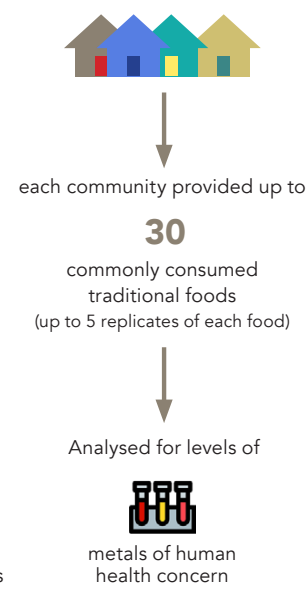 each community provided up to
30
commonly consumed
traditional foods
(up to 5 replicates of each food)
Analysed for levels of
metals of human
s health concern